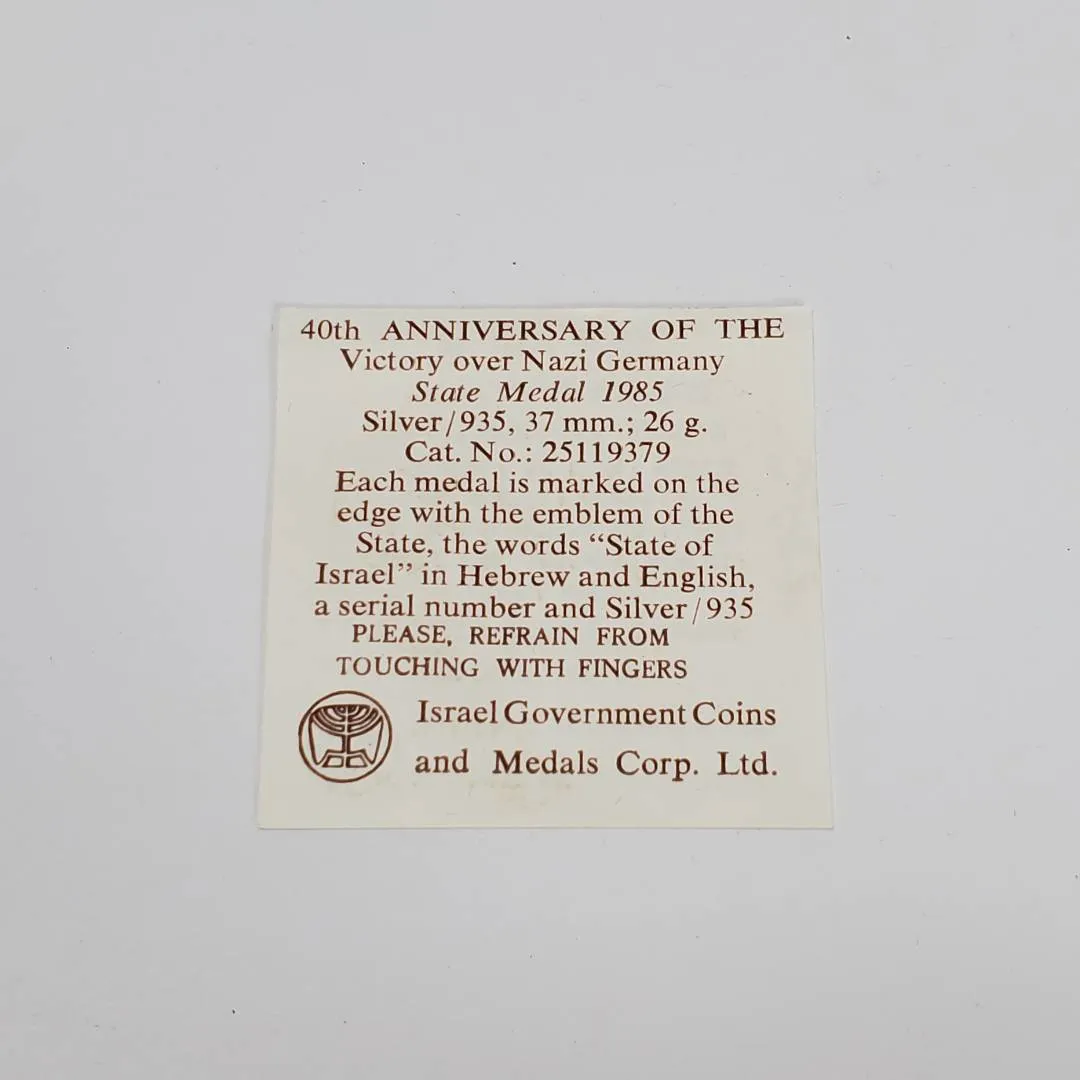 40th ANNIVERSARY OF THE
Victory over Nazi Germany
State Medal 1985
Silver/935, 37 mm.; 26 g.
Cat. No.: 25119379
Each medal is marked on the
edge with the emblem of the
State, the words “State of
Israel” in Hebrew and English,
a serial number and Silver/935
PLEASE, REFRAIN FROM
TOUCHING WITH FINGERS
Israel Government Coins
and Medals Corp. Ltd.